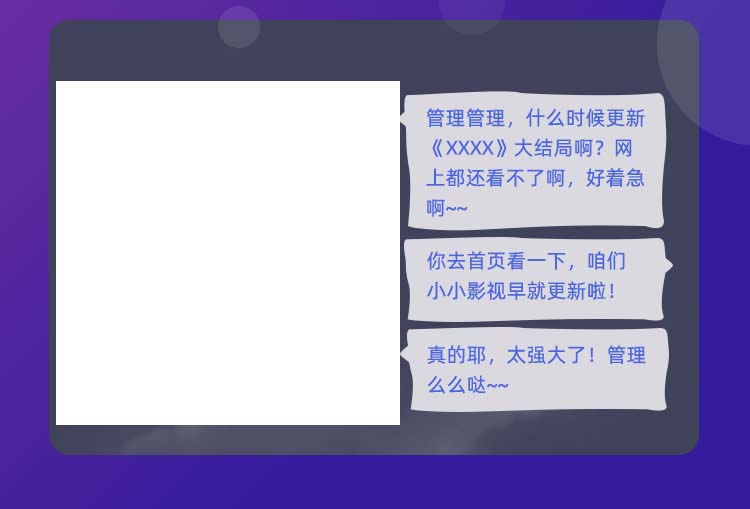 管理管理，什么时候更新
《XXXX》大结局啊？网
上都还看不了啊，好着急
啊~~
你去首页看一下，咱们
小小影视早就更新啦！
真的耶，太强大了！管理
么么哒~~